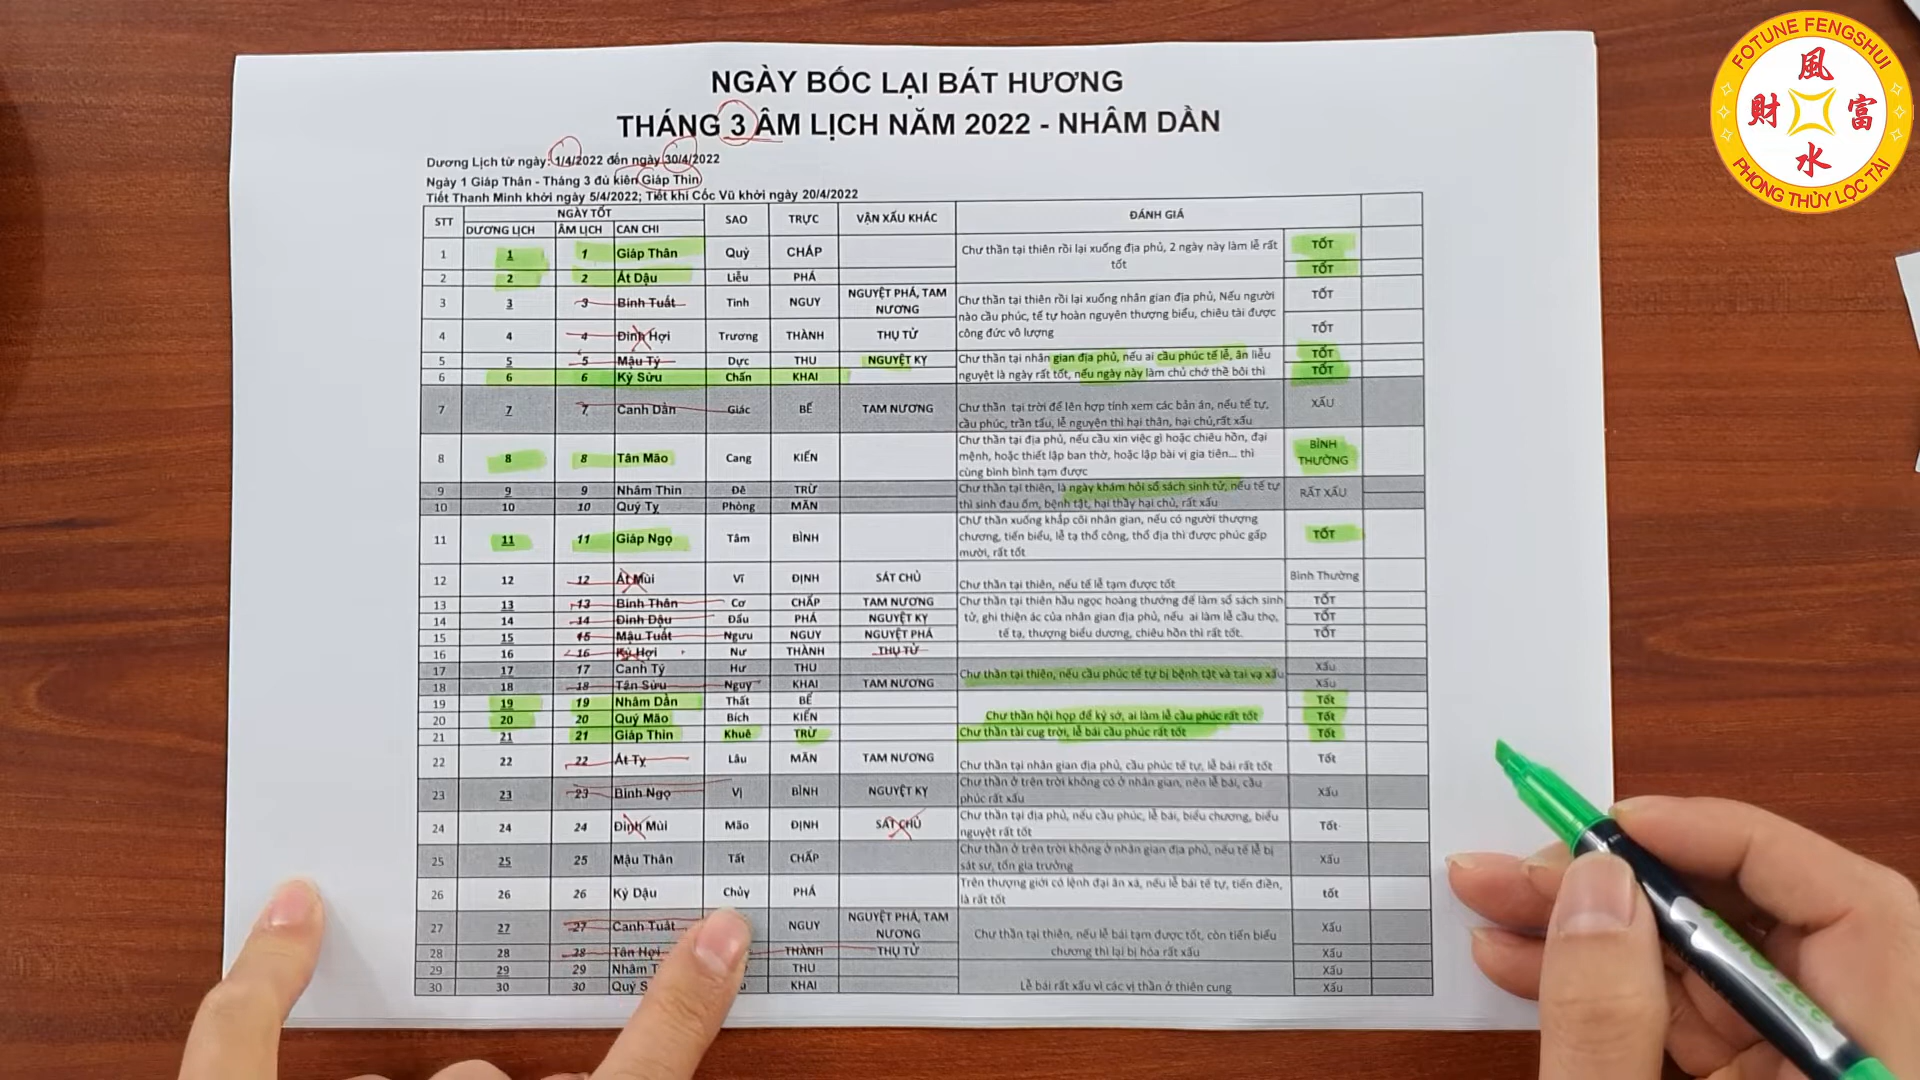 NGÀY BÓC LẠI BÁT HƯƠNG
THÁNG 3 ÂM LỊCH NĂM 2022 - NHÂM DẦN
Dương Lịch từ ngày: 1/4/2022 đến ngày 30/4/2022
Ngày 1 Giáp Thân - Tháng 3 đủ kiến Giáp Thìn
Tiết Thanh Minh khởi ngày 5/4/2022; Tiết khí Cốc Vũ khởi ngày 20/4/2022
STT NGÀY TỐT SAO TRỰC VẬN XẤU KHÁC ĐÁNH GIÁ
DƯƠNG LỊCH ÂM LỊCH CAN CHI
1 1 1 Giáp Thân Quỷ CHẤP Chư thần tại thiên rồi lại xuống địa phủ, 2 ngày này làm lễ rất tốt TỐT
2 2 2 Ất Dậu Liễu PHÁ TỐT
3 3 3 Bính Tuất Tinh NGUY NGUYỆT PHÁ, TAM NƯƠNG Chư thần tại thiên rồi lại xuống nhân gian địa phủ, Nếu người nào cầu phúc, tế tự hoàn nguyên thượng biểu, chiêu tài được công đức vô lượng TỐT
4 4 4 Đinh Hợi Trương THÀNH THỤ TỬ TỐT
5 5 5 Mậu Tý Dực THU NGUYỆT KỴ Chư thần tại nhân gian địa phủ, nếu ai cầu phúc tế lễ, ân liễu nguyệt là ngày rất tốt, nếu ngày này làm chủ chớ thề bồi thì TỐT
6 6 6 Kỷ Sửu Chẩn KHAI TỐT
7 7 7 Canh Dần Giác BẾ TAM NƯƠNG Chư thần tại trời để lên hợp tính xem các bản án, nếu tế tự, cầu phúc, trần tấu, lễ nguyện thì hại thân, hại chủ,rất xấu XẤU
8 8 8 Tân Mão Cang KIẾN Chư thần tại địa phủ, nếu cầu xin việc gì hoặc chiêu hồn, đại mệnh, hoặc thiết lập ban thờ, hoặc lập bài vị gia tiên... thì cũng bình bình tạm được BÌNH THƯỜNG
9 9 9 Nhâm Thìn Đê TRỪ Chư thần tại thiên, là ngày khám hỏi sổ sách sinh tử, nếu tế tự thì sinh đau ốm, bệnh tật, hại thầy hại chủ, rất xấu RẤT XẤU
10 10 10 Quý Tỵ Phòng MÃN
11 11 11 Giáp Ngọ Tâm BÌNH Chư thần xuống khắp cõi nhân gian, nếu có người thượng chương, tiến biểu, lễ tạ thổ công, thổ địa thì được phúc gấp mười, rất tốt TỐT
12 12 12 Ất Mùi Vĩ ĐỊNH SÁT CHỦ Chư thần tại thiên, nếu tế lễ tạm được tốt Bình Thường
13 13 13 Bính Thân Cơ CHẤP TAM NƯƠNG Chư thần tại thiên hầu ngọc hoàng thướng để làm sổ sách sinh tử, ghi thiện ác của nhân gian địa phủ, nếu ai làm lễ cầu thọ, tế tạ, thượng biểu dương, chiêu hồn thì rất tốt. TỐT
14 14 14 Đinh Dậu Đẩu PHÁ NGUYỆT KỴ TỐT
15 15 15 Mậu Tuất Ngưu NGUY NGUYỆT PHÁ TỐT
16 16 16 Kỷ Hợi Nư THÀNH THỤ TỬ
17 17 17 Canh Tý Hư THU Chư thần tại thiên, nếu cầu phúc tế tự bị bệnh tật và tai vạ xấu Xấu
18 18 18 Tân Sửu Nguy KHAI TAM NƯƠNG Xấu
19 19 19 Nhâm Dần Thất BẾ Chư thần hội họp để ký sớ, ai làm lễ cầu phúc rất tốt Tốt
20 20 20 Quý Mão Bích KIẾN Tốt
21 21 21 Giáp Thìn Khuê TRỪ Chư thần tài cug trời, lễ bái cầu phúc rất tốt Tốt
22 22 22 Ất Tỵ Lâu MÃN TAM NƯƠNG Chư thần tại nhân gian địa phủ, cầu phúc tế tự, lễ bái rất tốt Tốt
23 23 23 Bính Ngọ Vị BÌNH NGUYỆT KỴ Chư thần ở trên trời không có ở nhân gian, nên lễ bái, cầu phúc rất xấu Xấu
24 24 24 Đinh Mùi Mão ĐỊNH SÁT CHỦ Chư thần tại địa phủ, nếu cầu phúc, lễ bái, biểu chương, biểu nguyệt rất tốt Tốt
25 25 25 Mậu Thân Tất CHẤP Chư thần ở trên trời không ở nhân gian địa phủ, nếu tế lễ bị sát sư, tổn gia trưởng Xấu
26 26 26 Kỷ Dậu Chủy PHÁ Trên thượng giới có lệnh đại ân xá, nếu lễ bái tế tự, tiến điền, là rất tốt tốt
27 27 27 Canh Tuất NGUY NGUYỆT PHÁ, TAM NƯƠNG Chư thần tại thiên, nếu lễ bái tạm được tốt, còn tiến biểu chương thì lại bị hóa rất xấu Xấu
28 28 28 Tân Hợi THÀNH THỤ TỬ Xấu
29 29 29 Nhâm THU Lễ bái rất xấu vì các vị thần ở thiên cung Xấu
30 30 30 Quý KHAI Xấu
FOTUNE FENGSHUI
風
財 富
水
PHONG THỦY LỘC TÀI